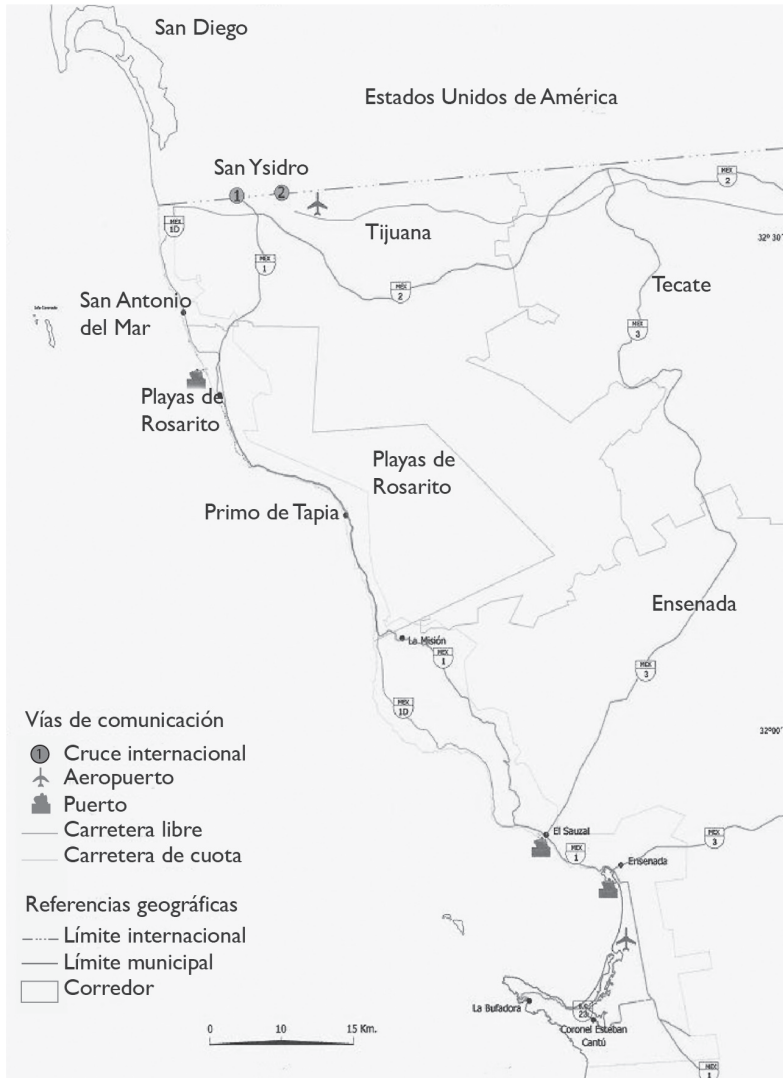 San Diego
Estados Unidos de América
San Ysidro
1
2
MEX
2
MEX
1D
Tijuana
32º 30'
MEX
1
MEX
2
Tecate
San Antonio
del Mar
MEX
3
Playas de
Rosarito
Playas de
Rosarito
Primo de Tapia
Ensenada
La Misión
MEX
1
MEX
3
MEX
1D
32º00'
Vías de comunicación
1 Cruce internacional
Aeropuerto
Puerto
Carretera libre
Carretera de cuota
El Sauzal
MEX
1
MEX
3
Ensenada
Referencias geográficas
Límite internacional
Límite municipal
Corredor
La Bufadora
23
Coronel Esteban
Cantú
0 10 15 Km.
MEX
1